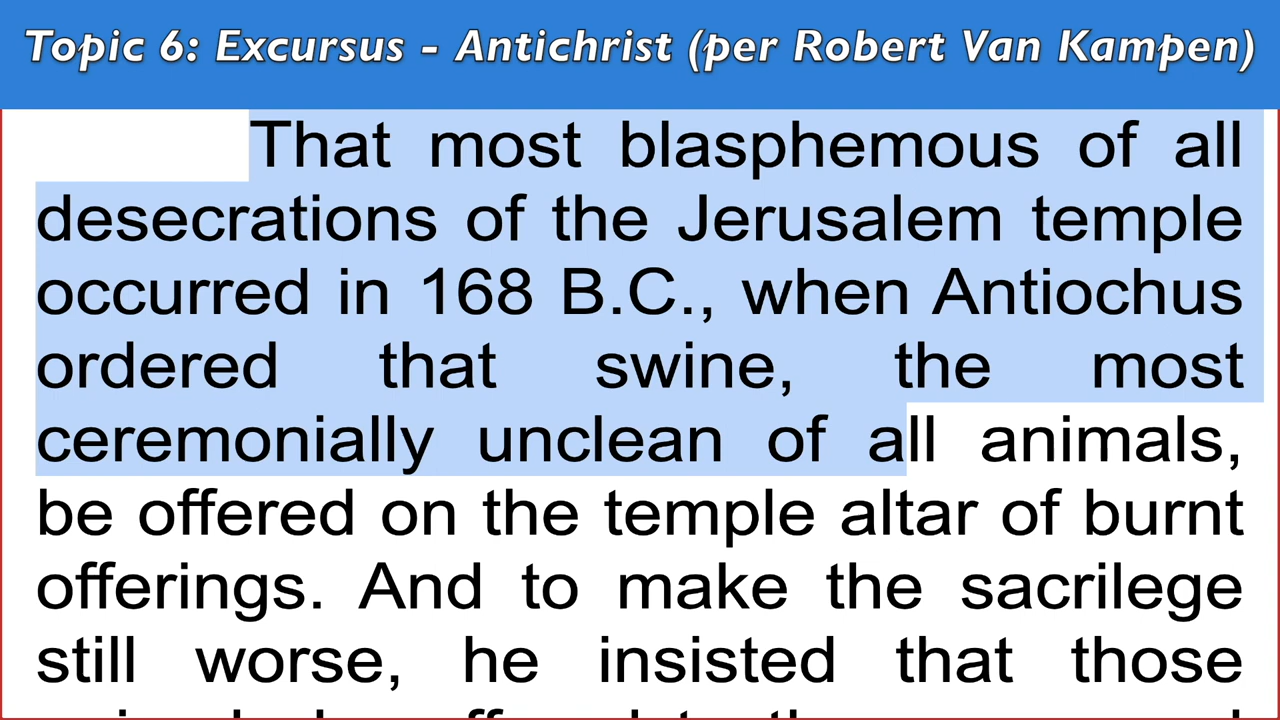 Topic 6: Excursus - Antichrist (per Robert Van Kampen)
That most blasphemous of all
desecrations of the Jerusalem temple
occurred in 168 B.C., when Antiochus
ordered that swine, the most
ceremonially unclean of all animals,
be offered on the temple altar of burnt
offerings. And to make the sacrilege
still worse, he insisted that those